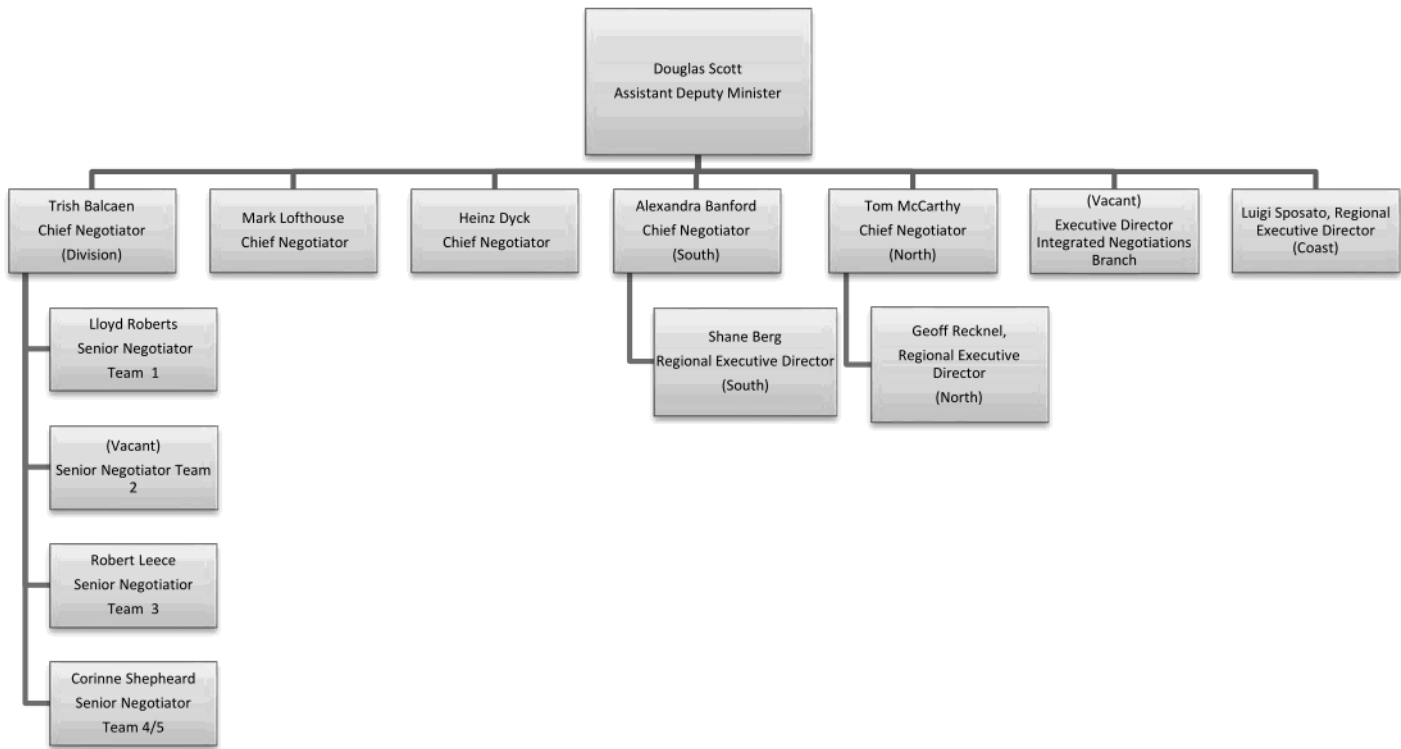 Douglas Scott
Assistant Deputy Minister
Trish Balcaen
Chief Negotiator
(Division)
Mark Lofthouse
Chief Negotiator
Heinz Dyck
Chief Negotiator
Alexandra Banford
Chief Negotiator
(South)
Tom McCarthy
Chief Negotiator
(North)
(Vacant)
Executive Director
Integrated Negotiations
Branch
Luigi Sposato, Regional
Executive Director
(Coast)
Lloyd Roberts
Senior Negotiator
Team 1
(Vacant)
Senior Negotiator Team
2
Robert Leece
Senior Negotiatior
Team 3
Corinne Shepheard
Senior Negotiator
Team 4/5
Shane Berg
Regional Executive Director
(South)
Geoff Recknel,
Regional Executive
Director
(North)